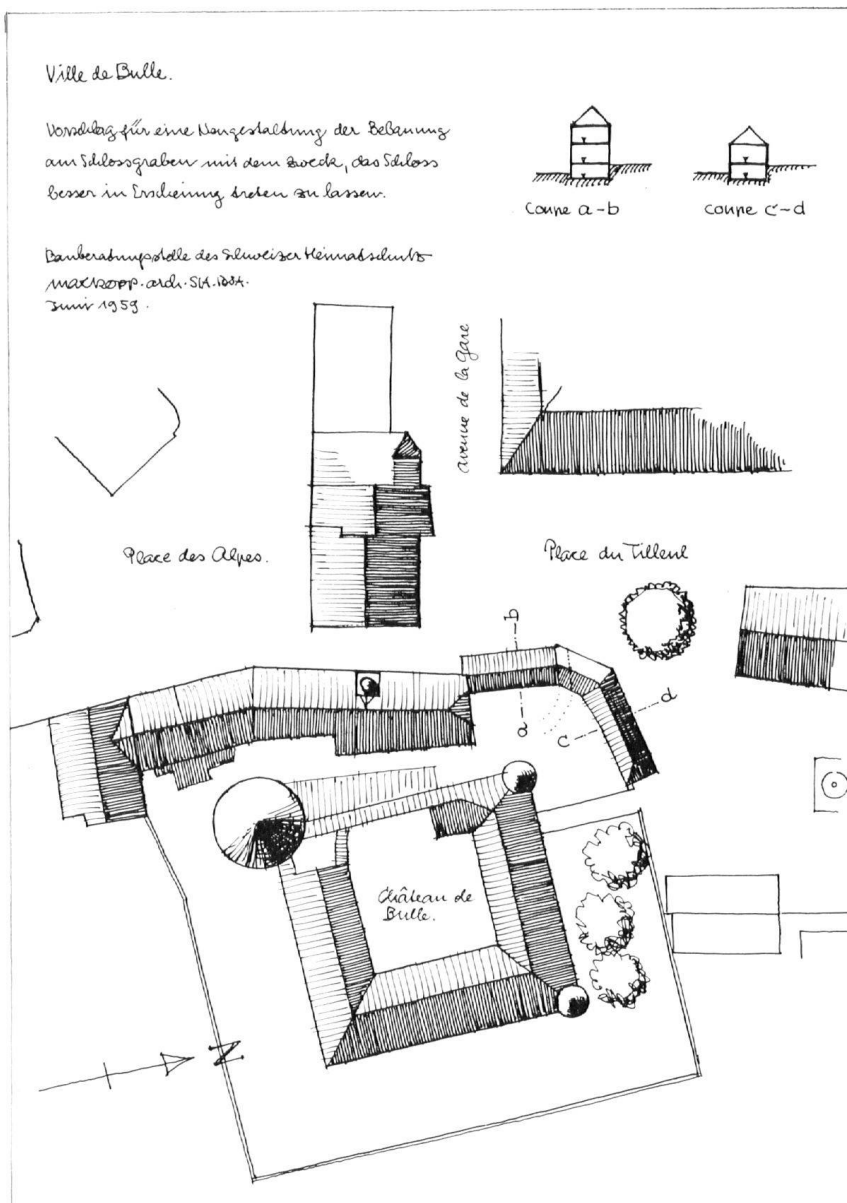 Ville de Bulle.
Vorschlag für eine Neugestaltung der Bebauung
am Schlossgraben mit dem Zweck, das Schloss
besser in Erscheinung treten zu lassen.
Bauberatungsstelle des Schweizer Heimatschutz
max kopp. arch. SIA. BSA.
Juni 1959.
Coupe a-b
Coupe c-d
avenue de la Gare
Place des Alpes.
Place du Tilleul
b
a
d
c
Château de
Bulle.
N